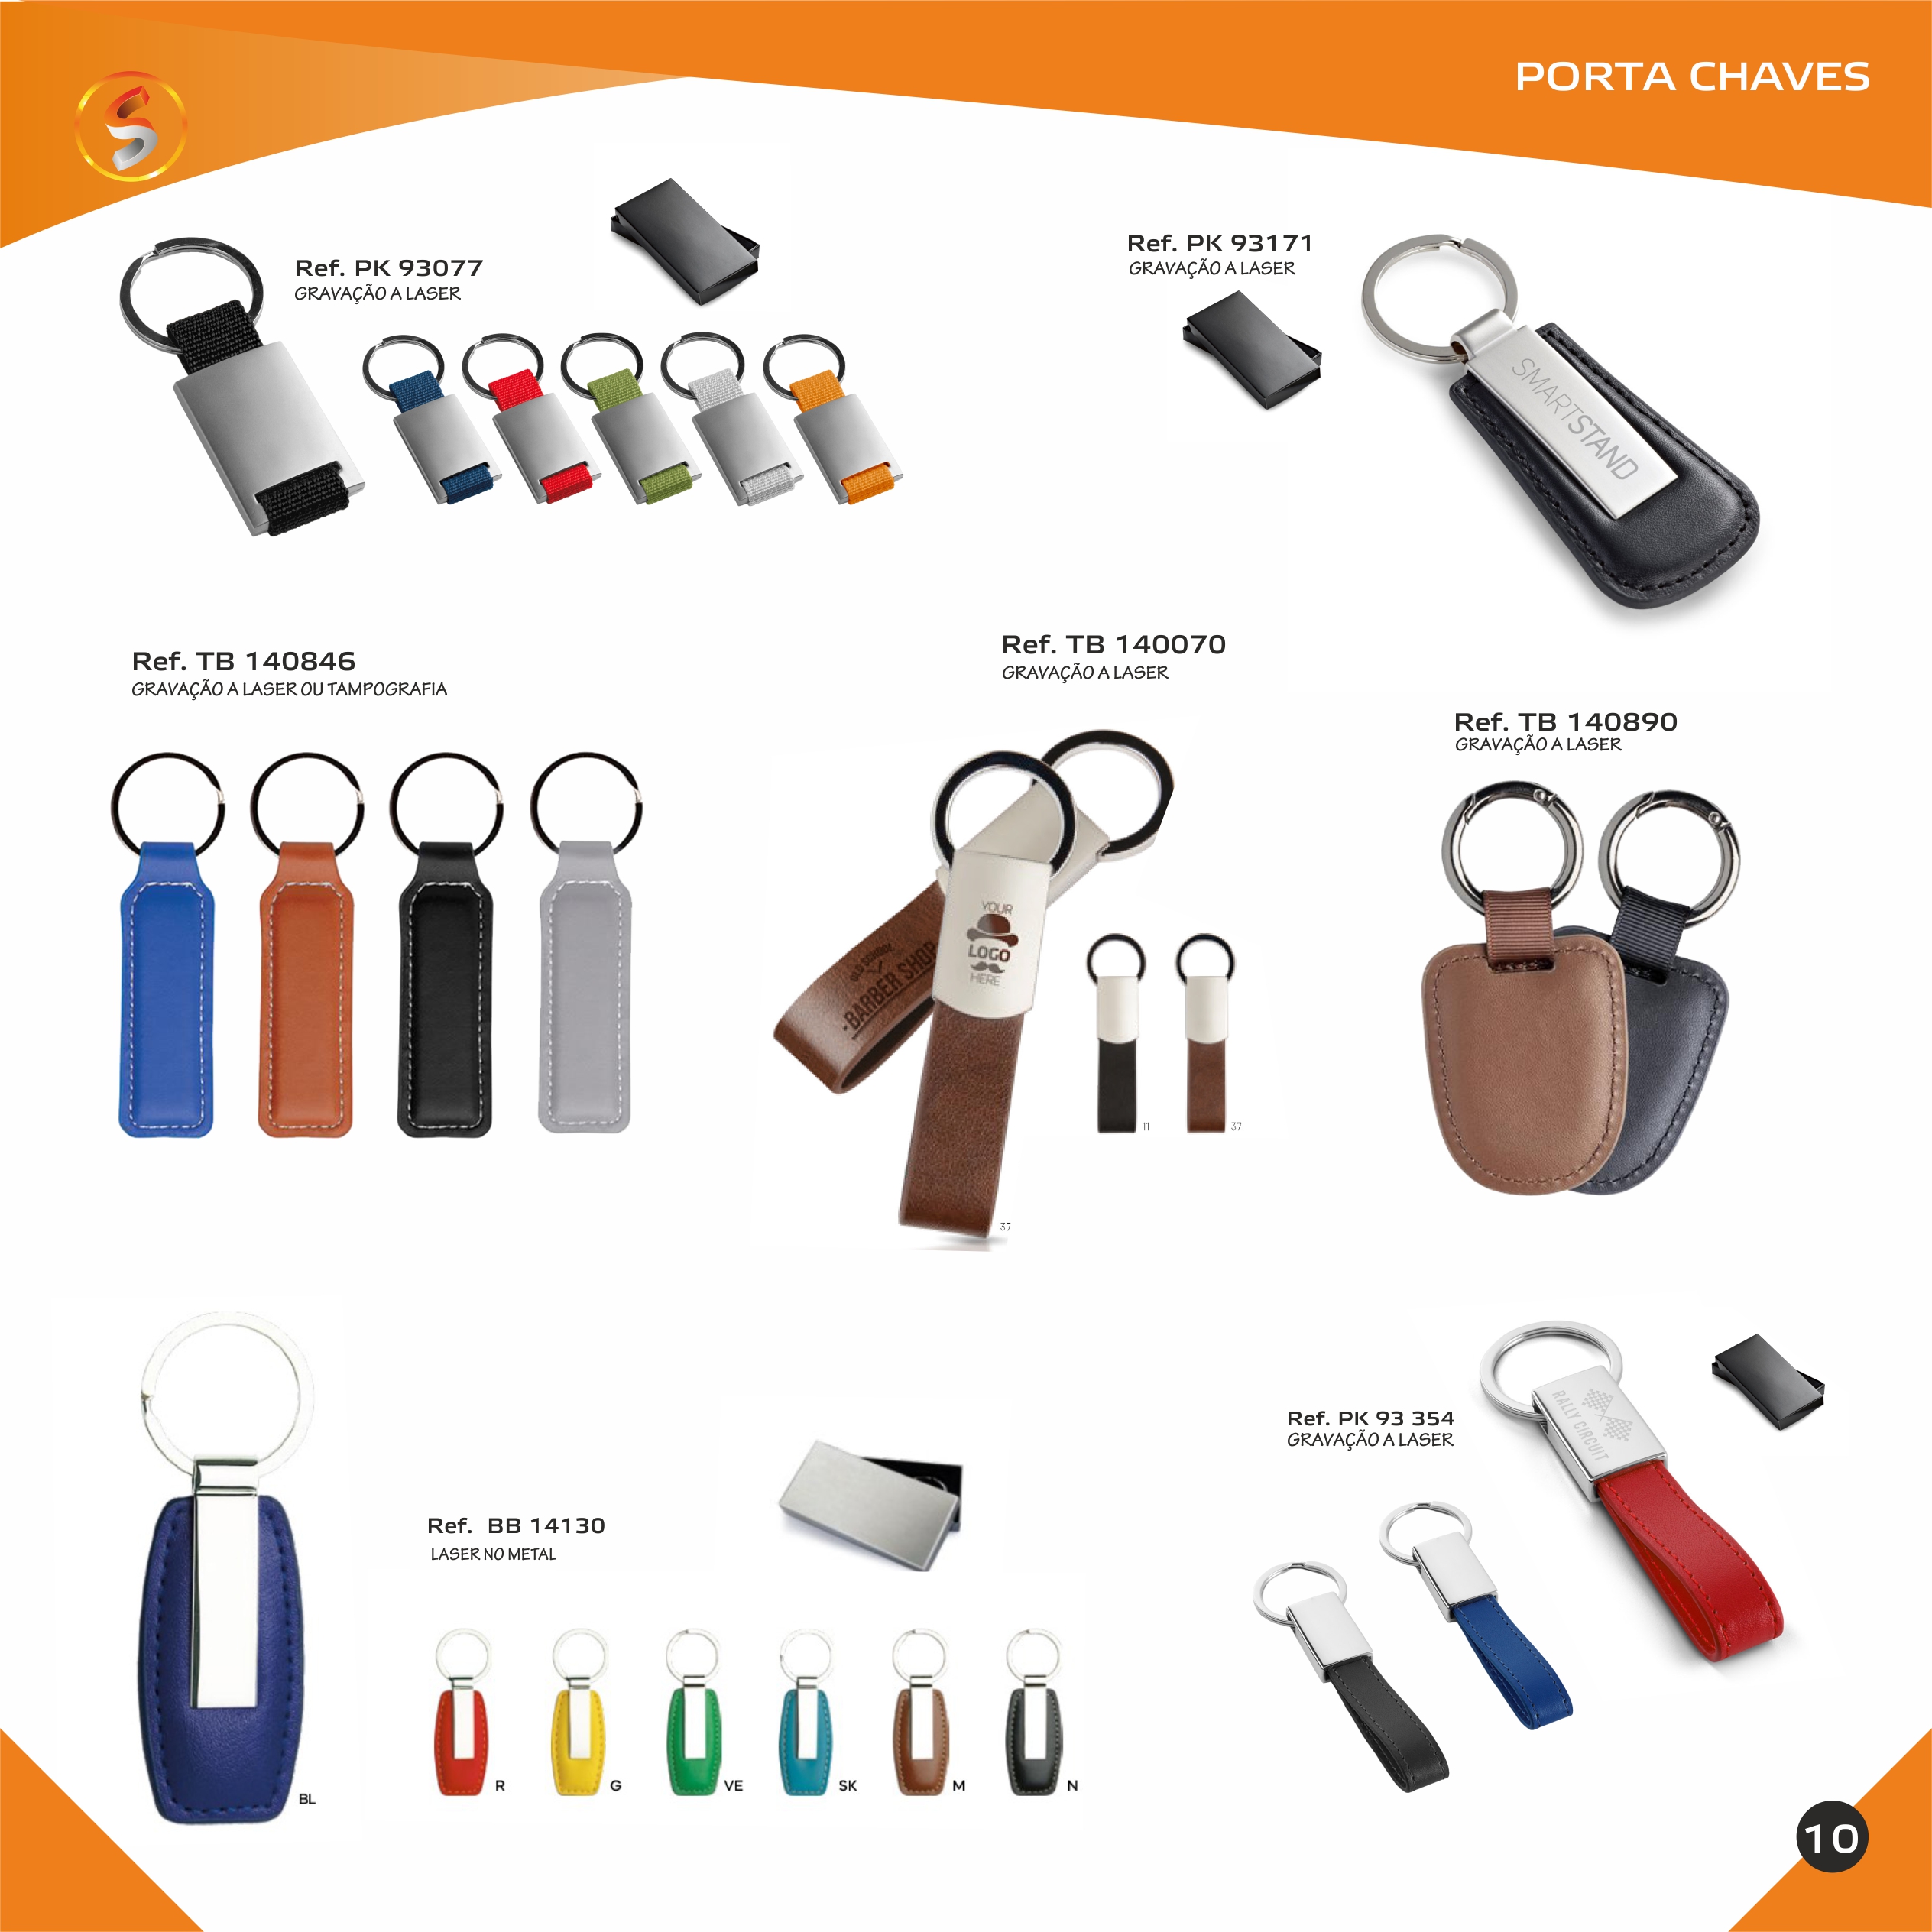 PORTA CHAVES
Ref. PK 93077
GRAVAÇÃO A LASER
Ref. PK 93171
GRAVAÇÃO A LASER
SMARTSTAND
Ref. TB 140846
GRAVAÇÃO A LASER OU TAMPOGRAFIA
Ref. TB 140070
GRAVAÇÃO A LASER
YOUR
LOGO
HERE
OLD SCHOOL
BARBER SHOP
11
37
37
Ref. TB 140890
GRAVAÇÃO A LASER
BL
Ref. BB 14130
LASER NO METAL
R
G
VE
SK
M
N
Ref. PK 93 354
GRAVAÇÃO A LASER
RALLY CIRCUIT
10